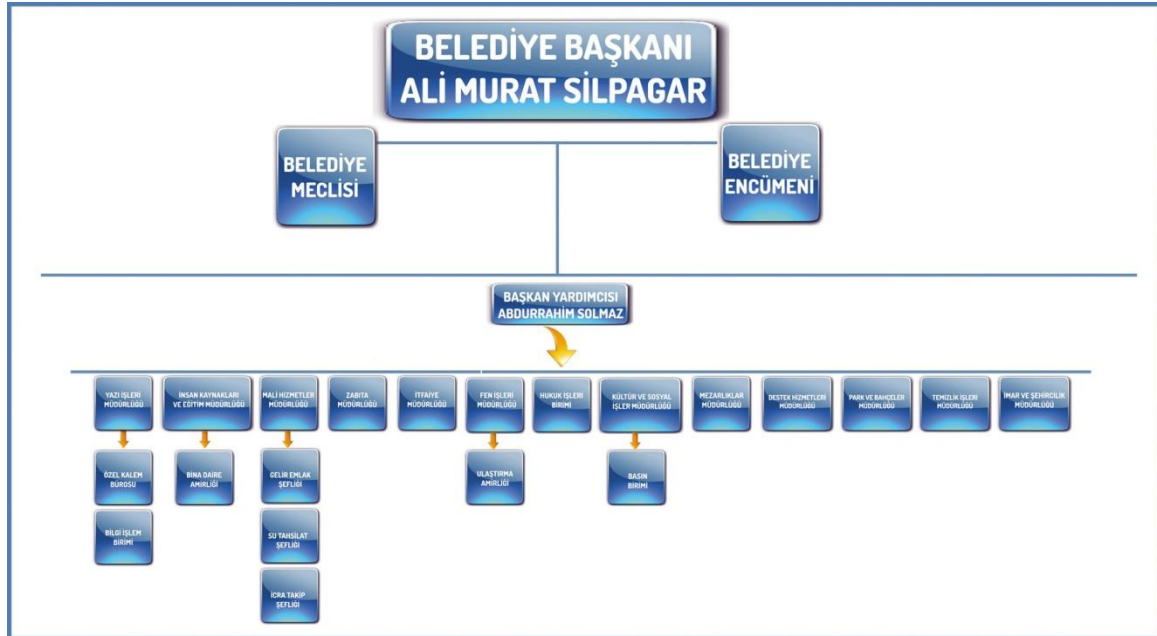 BELEDİYE BAŞKANI
ALİ MURAT SİLPAGAR
BELEDİYE
MECLİSİ
BELEDİYE
ENCÜMENİ
BAŞKAN YARDIMCISI
ABDURRAHİM SOLMAZ
YAZI İŞLERİ
MÜDÜRLÜĞÜ
İNSAN KAYNAKLARI
VE EĞİTİM MÜDÜRLÜĞÜ
MALİ HİZMETLER
MÜDÜRLÜĞÜ
ZABITA
MÜDÜRLÜĞÜ
İTFAİYE
MÜDÜRLÜĞÜ
FEN İŞLERİ
MÜDÜRLÜĞÜ
HUKUK İŞLERİ
BİRİMİ
KÜLTÜR VE SOSYAL
İŞLER MÜDÜRLÜĞÜ
MEZARLIKLAR
MÜDÜRLÜĞÜ
DESTEK HİZMETLERİ
MÜDÜRLÜĞÜ
PARK VE BAHÇELER
MÜDÜRLÜĞÜ
TEMİZLİK İŞLERİ
MÜDÜRLÜĞÜ
İMAR VE ŞEHİRCİLİK
MÜDÜRLÜĞÜ
ÖZEL KALEM
BÜROSU
BİNA DAİRE
AMİRLİĞİ
GELİR EMLAK
ŞEFLİĞİ
ULAŞTIRMA
AMİRLİĞİ
BASIN
BİRİMİ
BİLGİ İŞLEM
BİRİMİ
SU TAHSİLAT
ŞEFLİĞİ
İCRA TAKİP
ŞEFLİĞİ